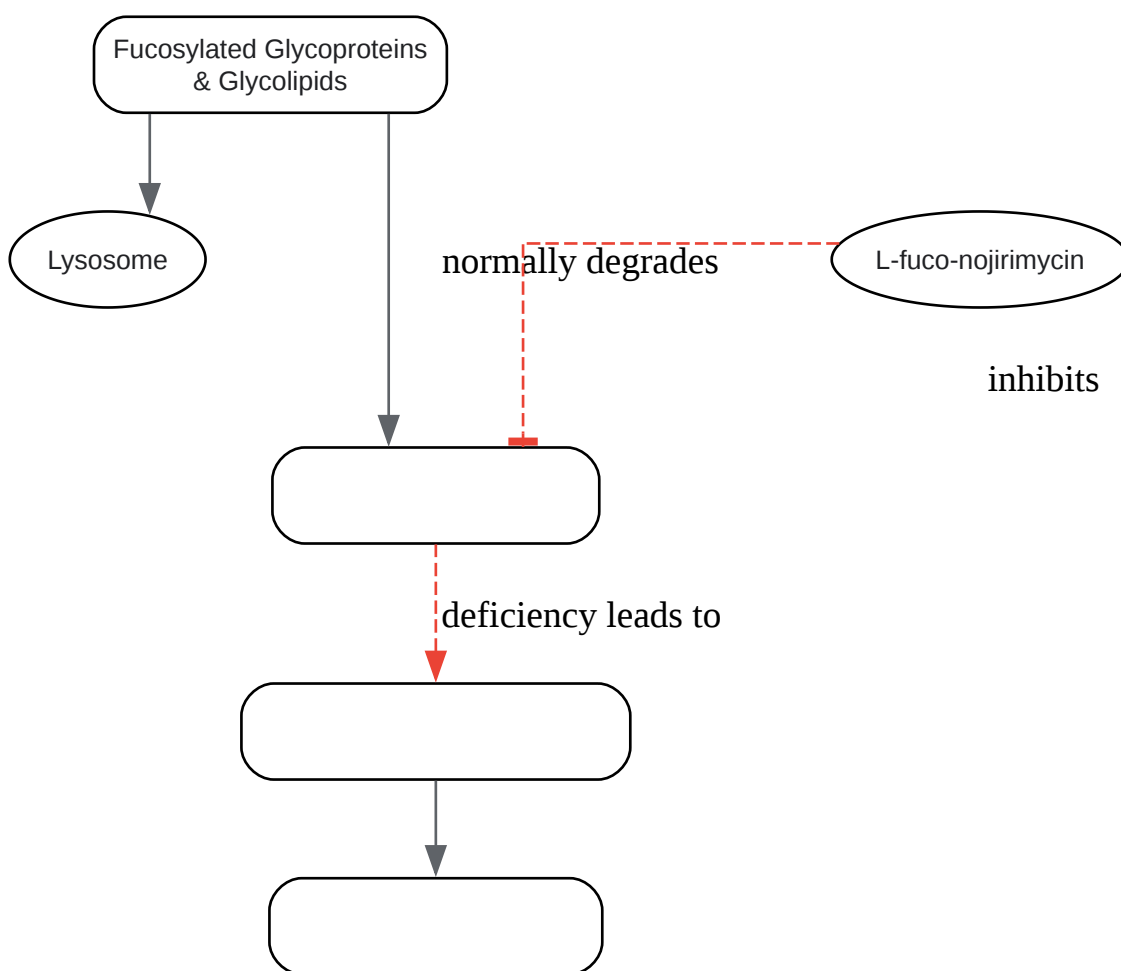 Fucosylated Glycoproteins
& Glycolipids
Lysosome
normally degrades
L-fuco-nojirimycin
inhibits
deficiency leads to